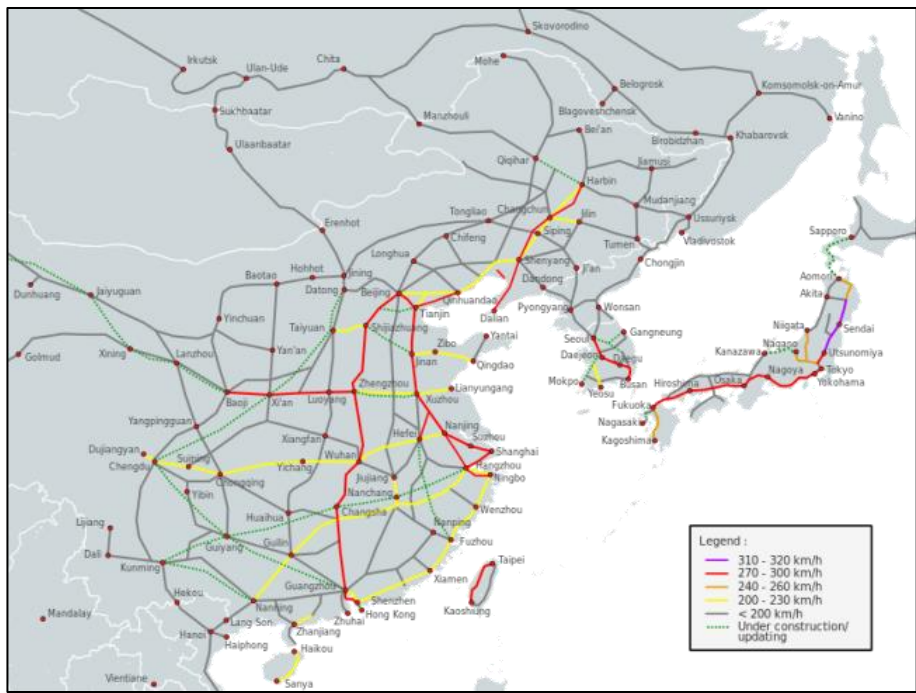 Skovorodino
Irkutsk
Ulan-Ude
Chita
Mohe
Belogrosk
Komsomolsk-on-Amur
Sukhbaatar
Manzhouli
Blagoveshchensk
Vanino
Bei'an
Birobidzhan
Khabarovsk
Ulaanbaatar
Qiqihar
Jiamusi
Harbin
Mudanjiang
Tongliao
Changchun
Jilin
Ussuriysk
Erenhot
Chifeng
Siping
Tumen
Vladivostok
Sapporo
Longhua
Shenyang
Ji'an
Chongjin
Hohhot
Jining
Baotao
Datong
Beijing
Qinhuandao
Dandong
Aomori
Dunhuang
Jaiyuguan
Tianjin
Dalian
Pyongyang
Wonsan
Akita
Yinchuan
Taiyuan
Shijiazhuang
Yantai
Seoul
Gangneung
Niigata
Sendai
Golmud
Xining
Lanzhou
Yan'an
Jinan
Zibo
Qingdao
Daejeon
Daegu
Kanazawa
Nagano
Utsunomiya
Tokyo
Yokohama
Baoji
Xi'an
Luoyang
Zhengzhou
Lianyungang
Xuzhou
Mokpo
Yeosu
Busan
Hiroshima
Osaka
Nagoya
Fukuoka
Nagasaki
Kagoshima
Yangpingguan
Xiangfan
Hefei
Nanjing
Suzhou
Shanghai
Dujiangyan
Chengdu
Suiping
Yichang
Wuhan
Hangzhou
Ningbo
Chongqing
Jiujiang
Yibin
Nanchang
Wenzhou
Huaihua
Changsha
Lijiang
Guiyang
Guilin
Nanping
Fuzhou
Dali
Kunming
Guangzhou
Xiamen
Taipei
Hekou
Nanning
Shenzhen
Hong Kong
Zhuhai
Kaoshiung
Mandalay
Lang Son
Hanoi
Haiphong
Zhanjiang
Haikou
Vientiane
Sanya
Legend :
310 - 320 km/h
270 - 300 km/h
240 - 260 km/h
200 - 230 km/h
< 200 km/h
Under construction/
updating